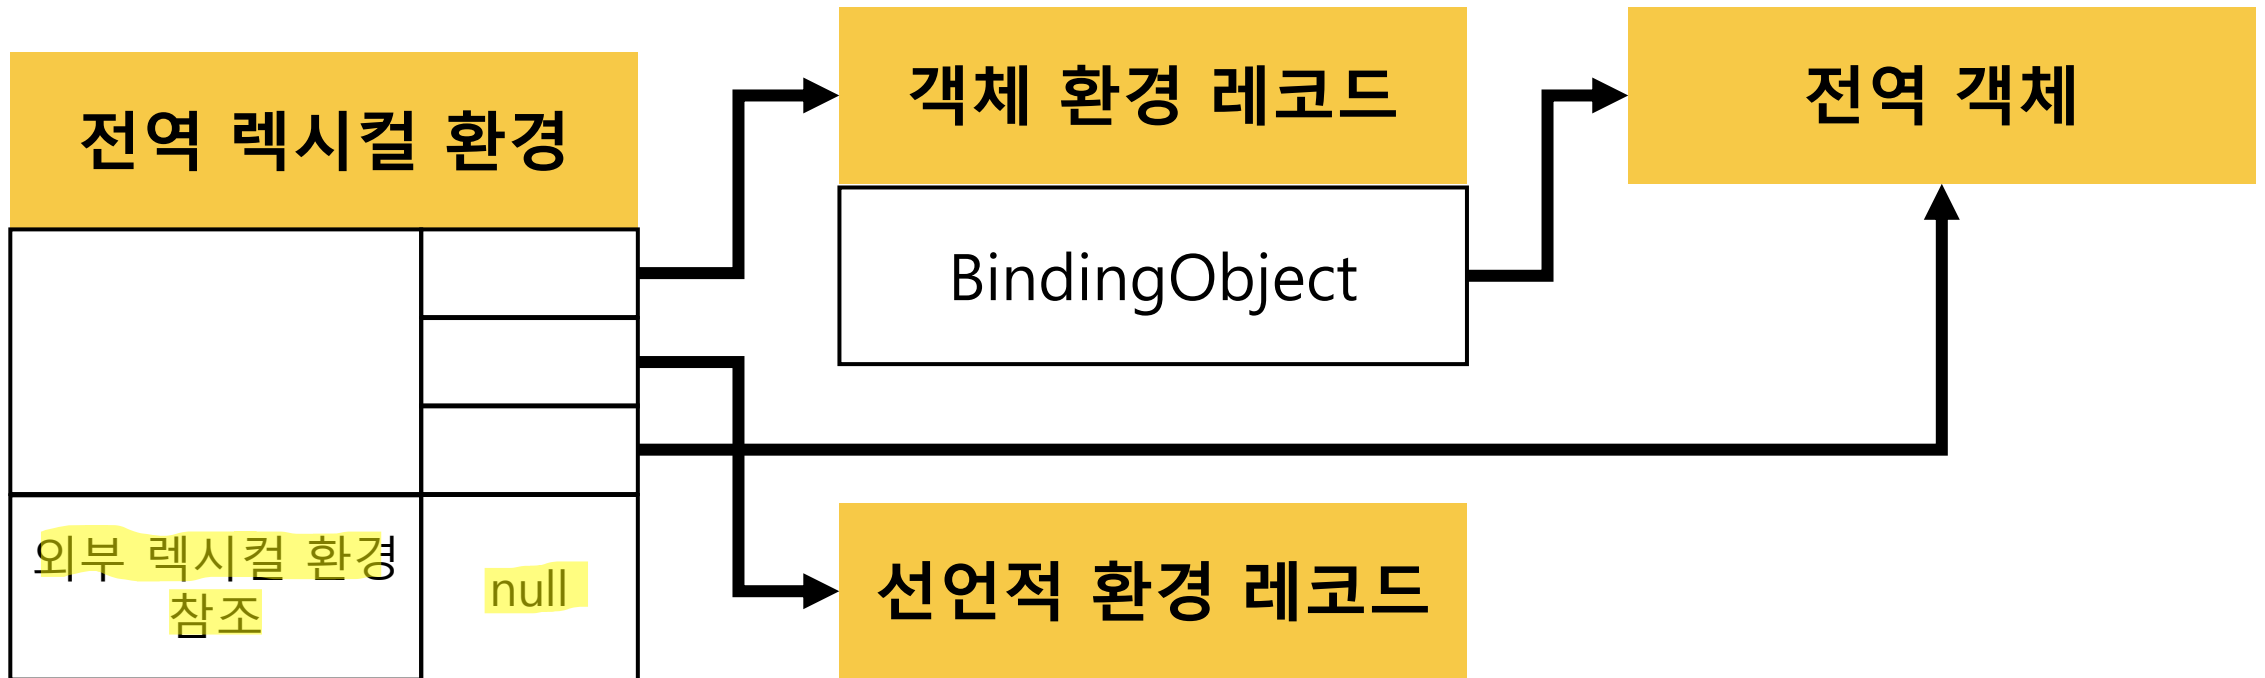 전역 렉시컬 환경
객체 환경 레코드
전역 객체
BindingObject
외부 렉시컬 환경
참조
null
선언적 환경 레코드